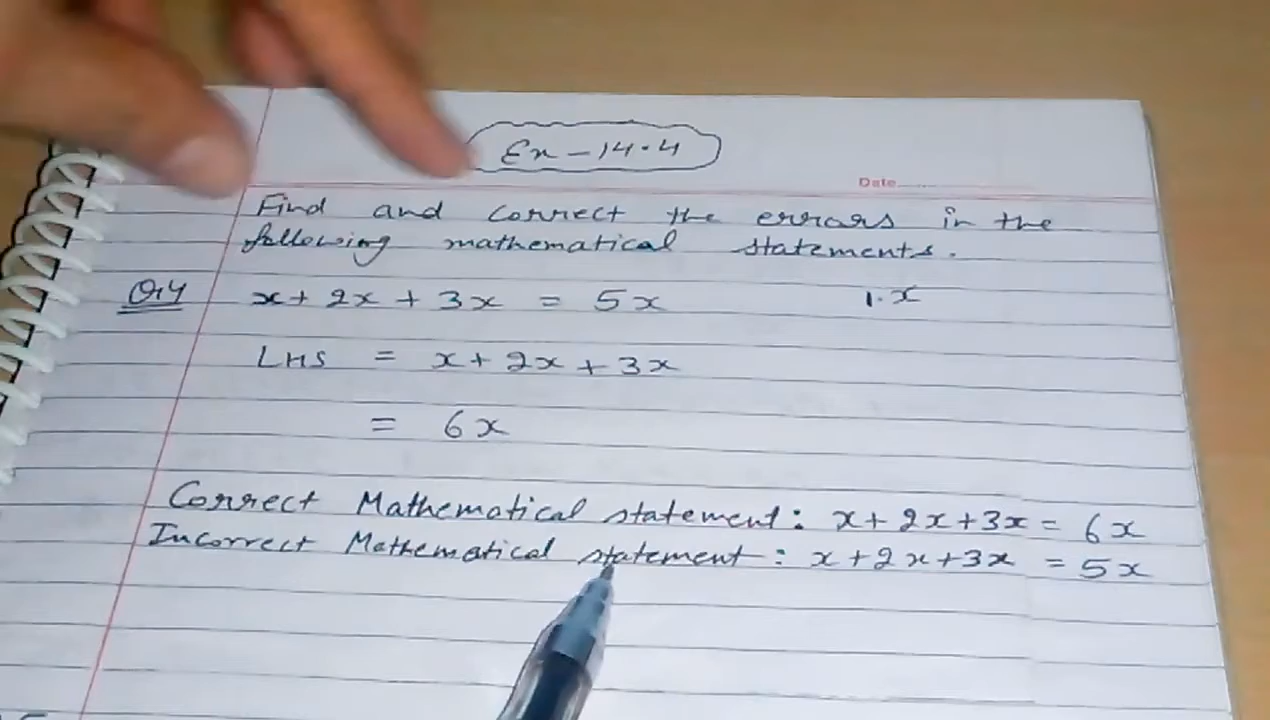 Ex - 14.4
Date
Find and correct the errors in the
following mathematical statements.
Q.4 x + 2x + 3x = 5x 1.x
LHS = x + 2x + 3x
= 6x
Correct Mathematical statement : x + 2x + 3x = 6x
Incorrect Mathematical statement : x + 2x + 3x = 5x